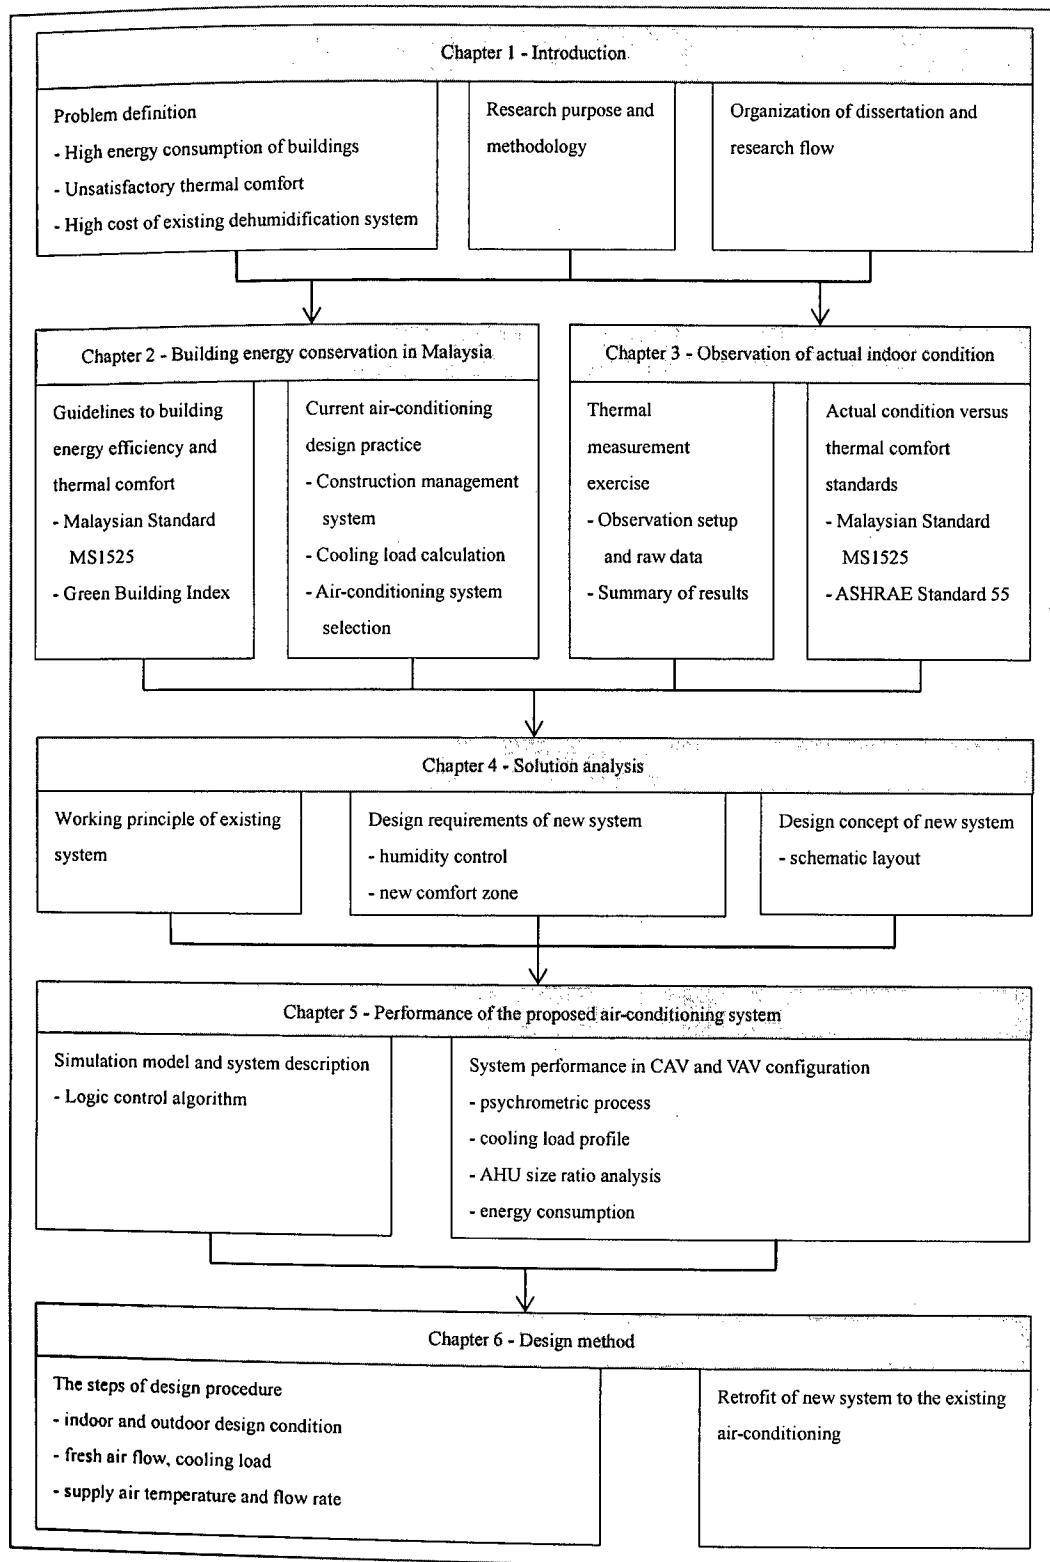 Chapter 1 - Introduction
Problem definition
- High energy consumption of buildings
- Unsatisfactory thermal comfort
- High cost of existing dehumidification system
Research purpose and
methodology
Organization of dissertation and
research flow
Chapter 2 - Building energy conservation in Malaysia
Guidelines to building
energy efficiency and
thermal comfort
- Malaysian Standard
MS1525
- Green Building Index
Current air-conditioning
design practice
- Construction management
system
- Cooling load calculation
- Air-conditioning system
selection
Chapter 3 - Observation of actual indoor condition
Thermal
measurement
exercise
- Observation setup
and raw data
- Summary of results
Actual condition versus
thermal comfort
standards
- Malaysian Standard
MS1525
- ASHRAE Standard 55
Chapter 4 - Solution analysis
Working principle of existing
system
Design requirements of new system
- humidity control
- new comfort zone
Design concept of new system
- schematic layout
Chapter 5 - Performance of the proposed air-conditioning system
Simulation model and system description
- Logic control algorithm
System performance in CAV and VAV configuration
- psychrometric process
- cooling load profile
- AHU size ratio analysis
- energy consumption
Chapter 6 - Design method
The steps of design procedure
- indoor and outdoor design condition
- fresh air flow, cooling load
- supply air temperature and flow rate
Retrofit of new system to the existing
air-conditioning